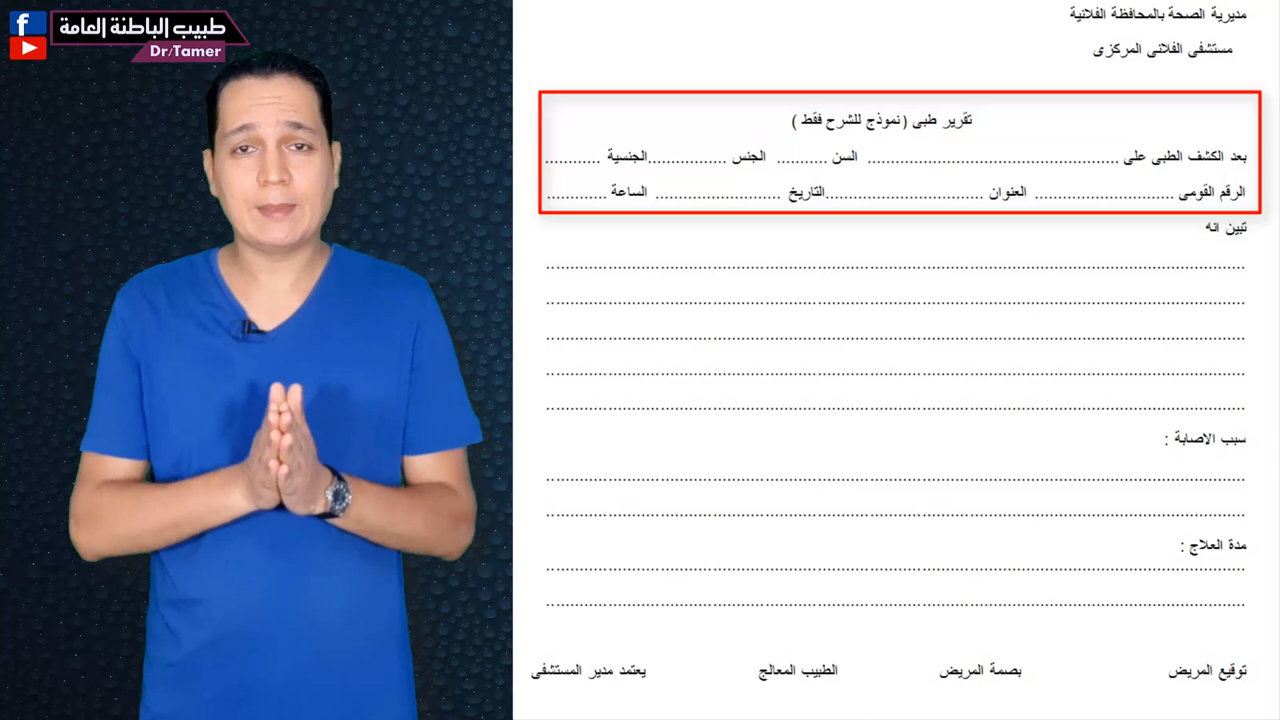 طبيب الباطنة العامة
Dr/Tamer
مديرية الصحة بالمحافظة الفلانية
مستشفى الفلانى المركزى
تقرير طبى ( نموذج للشرح فقط )
بعد الكشف الطبى على ........................................... السن ........... الجنس .................الجنسية ............
الرقم القومى .............................. العنوان ..................................التاريخ ........................... الساعة .............
تبين انه
سبب الاصابة :
مدة العلاج :
توقيع المريض بصمة المريض الطبيب المعالج يعتمد مدير المستشفى